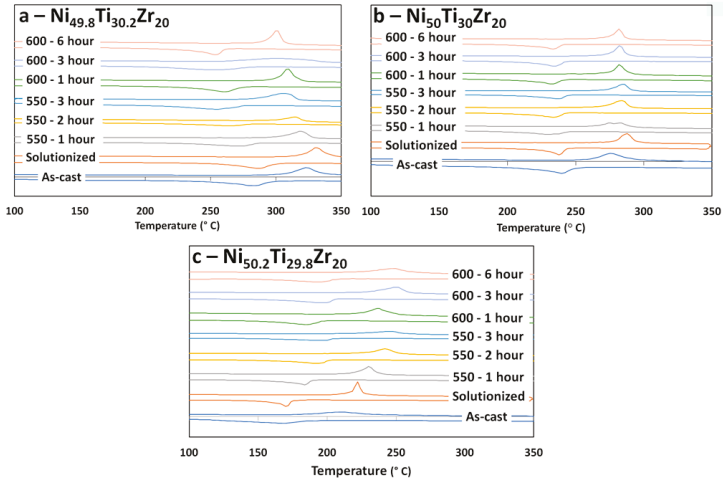 a – Ni49.8Ti30.2Zr20
600 - 6 hour
600 - 3 hour
600 - 1 hour
550 - 3 hour
550 - 2 hour
550 - 1 hour
Solutionized
As-cast
100 150 200 250 300 350
Temperature (° C)
b – Ni50Ti30Zr20
600 - 6 hour
600 - 3 hour
600 - 1 hour
550 - 3 hour
550 - 2 hour
550 - 1 hour
Solutionized
As-cast
100 150 200 250 300 350
Temperature (° C)
c – Ni50.2Ti29.8Zr20
600 - 6 hour
600 - 3 hour
600 - 1 hour
550 - 3 hour
550 - 2 hour
550 - 1 hour
Solutionized
As-cast
100 150 200 250 300 350
Temperature (° C)